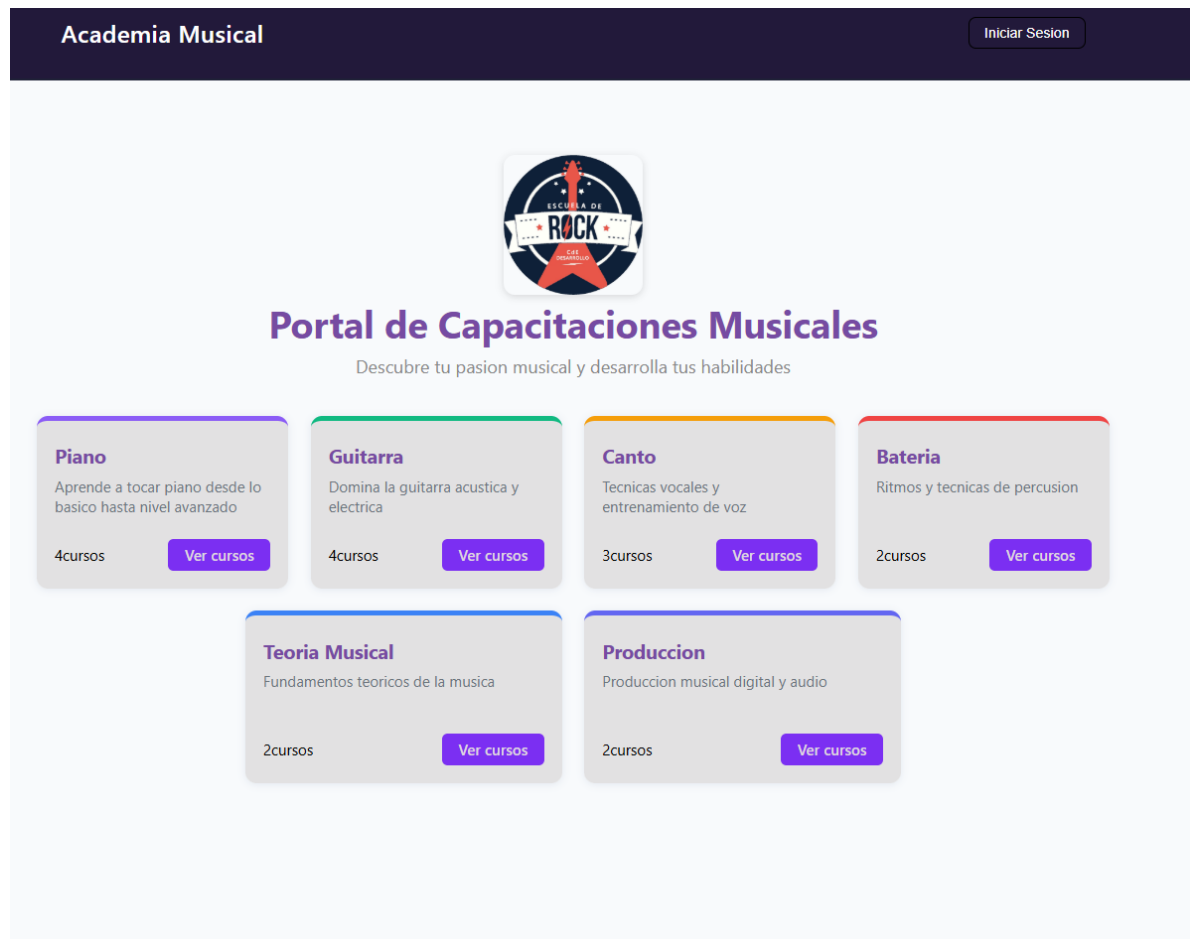 Academia Musical
Iniciar Sesion
ESCUELA DE
ROCK
CdE
DESARROLLO
Portal de Capacitaciones Musicales
Descubre tu pasion musical y desarrolla tus habilidades
Piano
Aprende a tocar piano desde lo
basico hasta nivel avanzado
4cursos
Ver cursos
Guitarra
Domina la guitarra acustica y
electrica
4cursos
Ver cursos
Canto
Tecnicas vocales y
entrenamiento de voz
3cursos
Ver cursos
Bateria
Ritmos y tecnicas de percusion
2cursos
Ver cursos
Teoria Musical
Fundamentos teoricos de la musica
2cursos
Ver cursos
Produccion
Produccion musical digital y audio
2cursos
Ver cursos